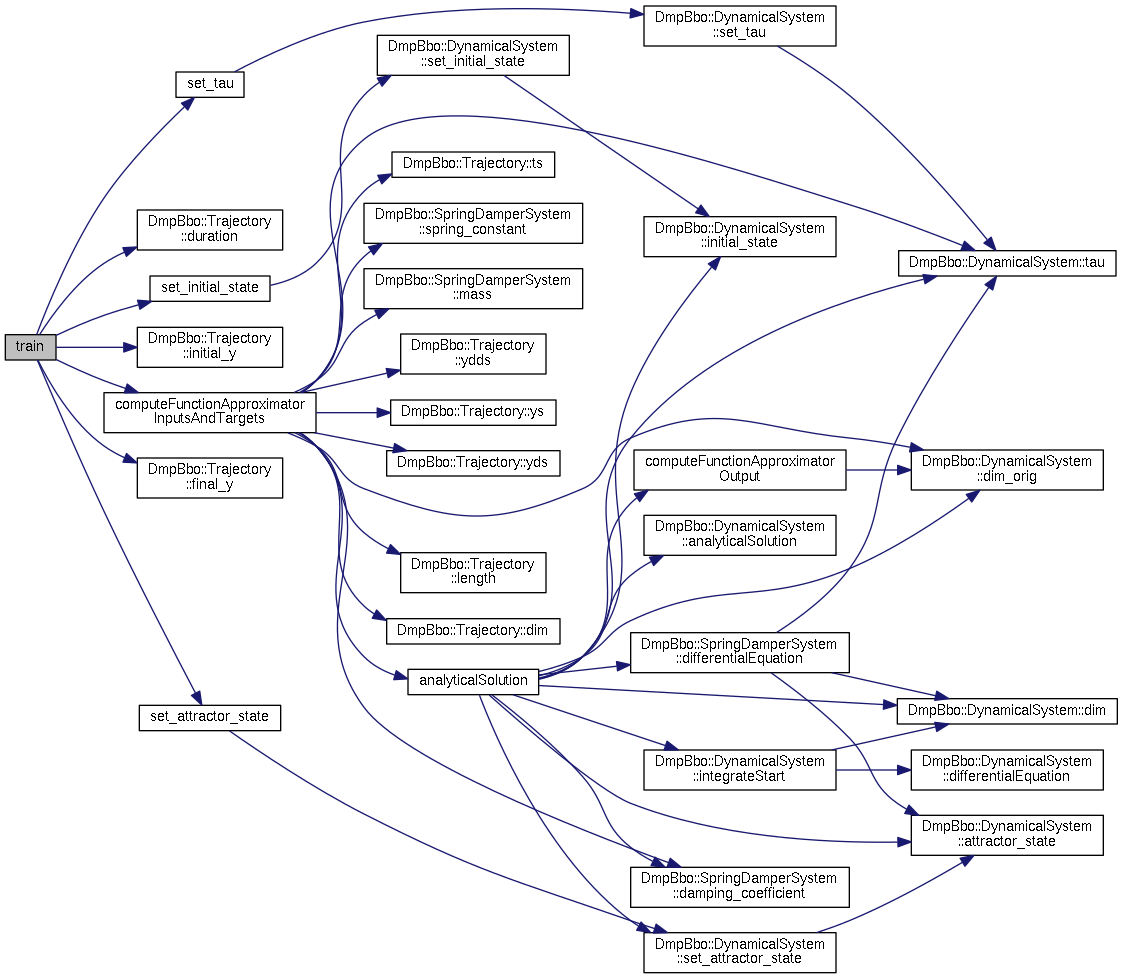 train
set_tau
DmpBbo::Trajectory
::duration
set_initial_state
DmpBbo::Trajectory
::initial_y
computeFunctionApproximator
InputsAndTargets
DmpBbo::Trajectory
::final_y
set_attractor_state
DmpBbo::DynamicalSystem
::set_initial_state
DmpBbo::Trajectory::ts
DmpBbo::SpringDamperSystem
::spring_constant
DmpBbo::SpringDamperSystem
::mass
DmpBbo::Trajectory
::ydds
DmpBbo::Trajectory::ys
DmpBbo::Trajectory::yds
DmpBbo::Trajectory
::length
DmpBbo::Trajectory::dim
analyticalSolution
DmpBbo::DynamicalSystem
::set_tau
DmpBbo::DynamicalSystem
::initial_state
computeFunctionApproximator
Output
DmpBbo::DynamicalSystem
::analyticalSolution
DmpBbo::SpringDamperSystem
::differentialEquation
DmpBbo::DynamicalSystem
::integrateStart
DmpBbo::SpringDamperSystem
::damping_coefficient
DmpBbo::DynamicalSystem
::set_attractor_state
DmpBbo::DynamicalSystem::tau
DmpBbo::DynamicalSystem
::dim_orig
DmpBbo::DynamicalSystem::dim
DmpBbo::DynamicalSystem
::differentialEquation
DmpBbo::DynamicalSystem
::attractor_state